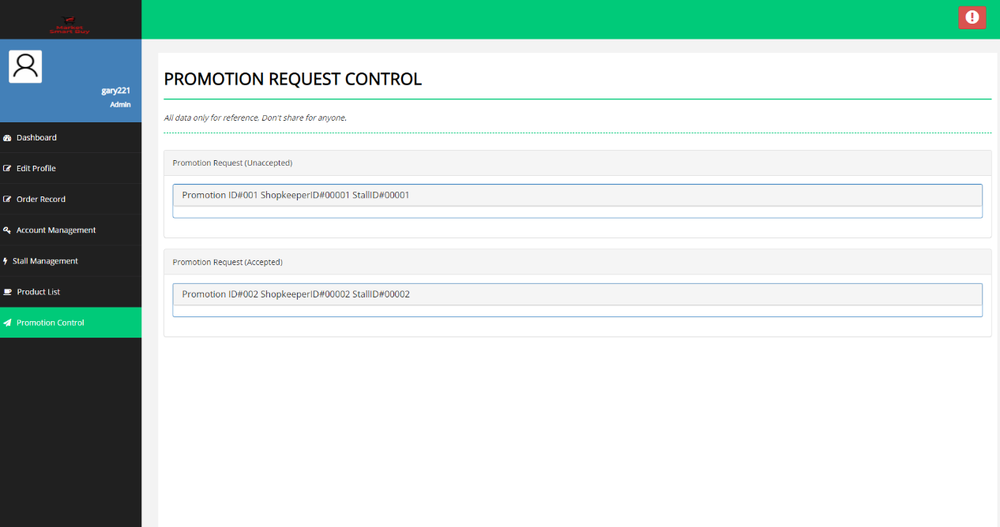 Market
Smart Buy
gary221
Admin
Dashboard
Edit Profile
Order Record
Account Management
Stall Management
Product List
Promotion Control
PROMOTION REQUEST CONTROL
All data only for reference, Don't share for anyone.
Promotion Request (Unaccepted)
Promotion ID#001 ShopkeeperID#00001 StallID#00001
Promotion Request (Accepted)
Promotion ID#002 ShopkeeperID#00002 StallID#00002